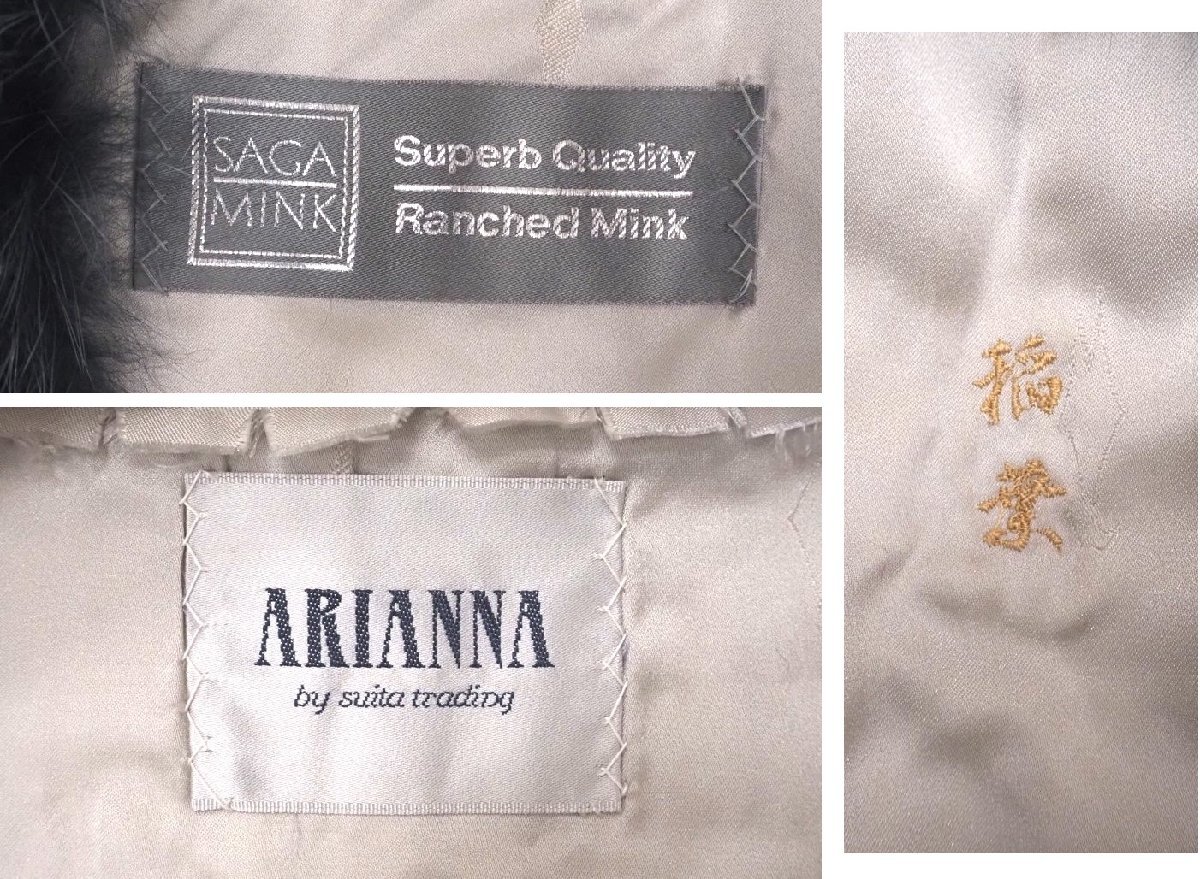 SAGA
MINK
Superb Quality
Ranched Mink
ARIANNA
by suita trading
稲
葉